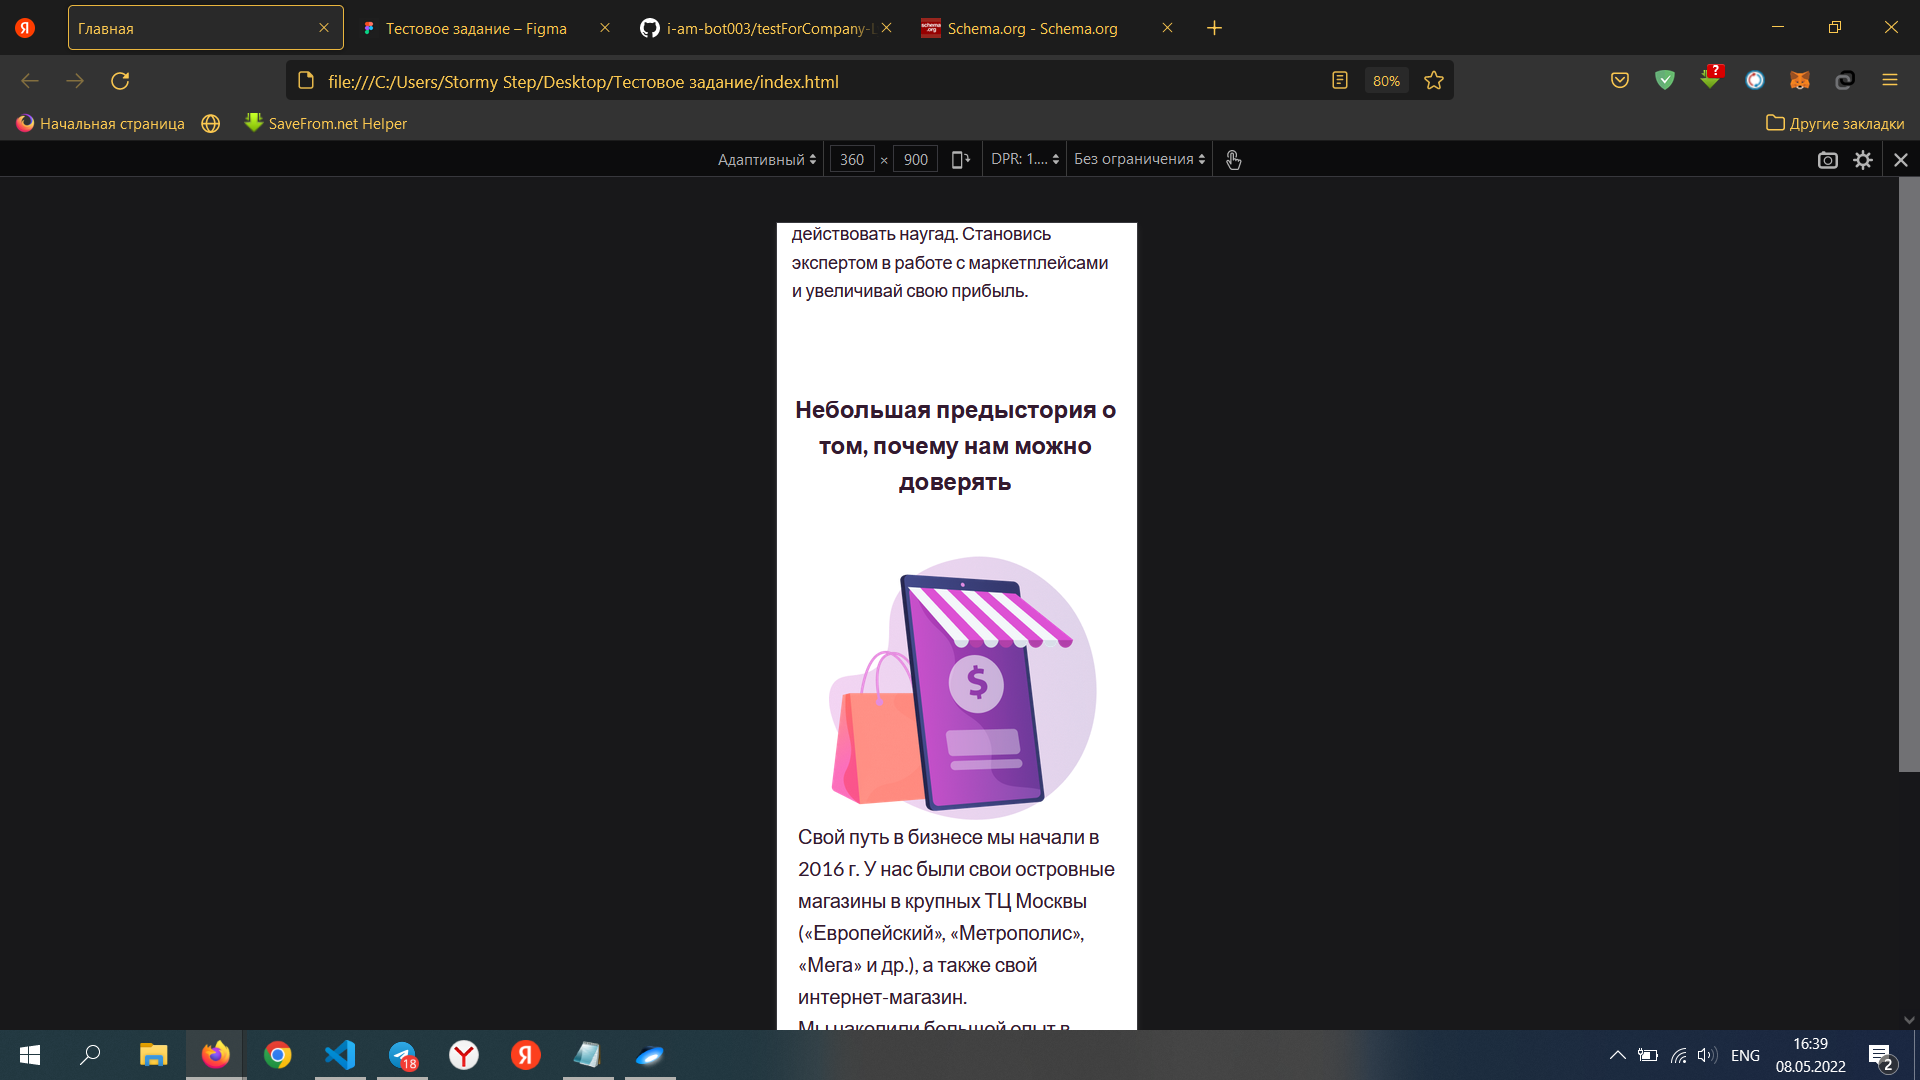 Главная
Тестовое задание – Figma
i-am-bot003/testForCompany-L
Schema.org - Schema.org
file:///C:/Users/Stormy Step/Desktop/Тестовое задание/index.html
80%
Начальная страница
SaveFrom.net Helper
Другие закладки
Адаптивный
360 × 900
DPR: 1....
Без ограничения
действовать наугад. Становись
экспертом в работе с маркетплейсами
и увеличивай свою прибыль.
Небольшая предыстория о
том, почему нам можно
доверять
$
Свой путь в бизнесе мы начали в
2016 г. У нас были свои островные
магазины в крупных ТЦ Москвы
(«Европейский», «Метрополис»,
«Мега» и др.), а также свой
интернет-магазин.
Мы накопили большой опыт в
18
ENG
16:39
08.05.2022
2